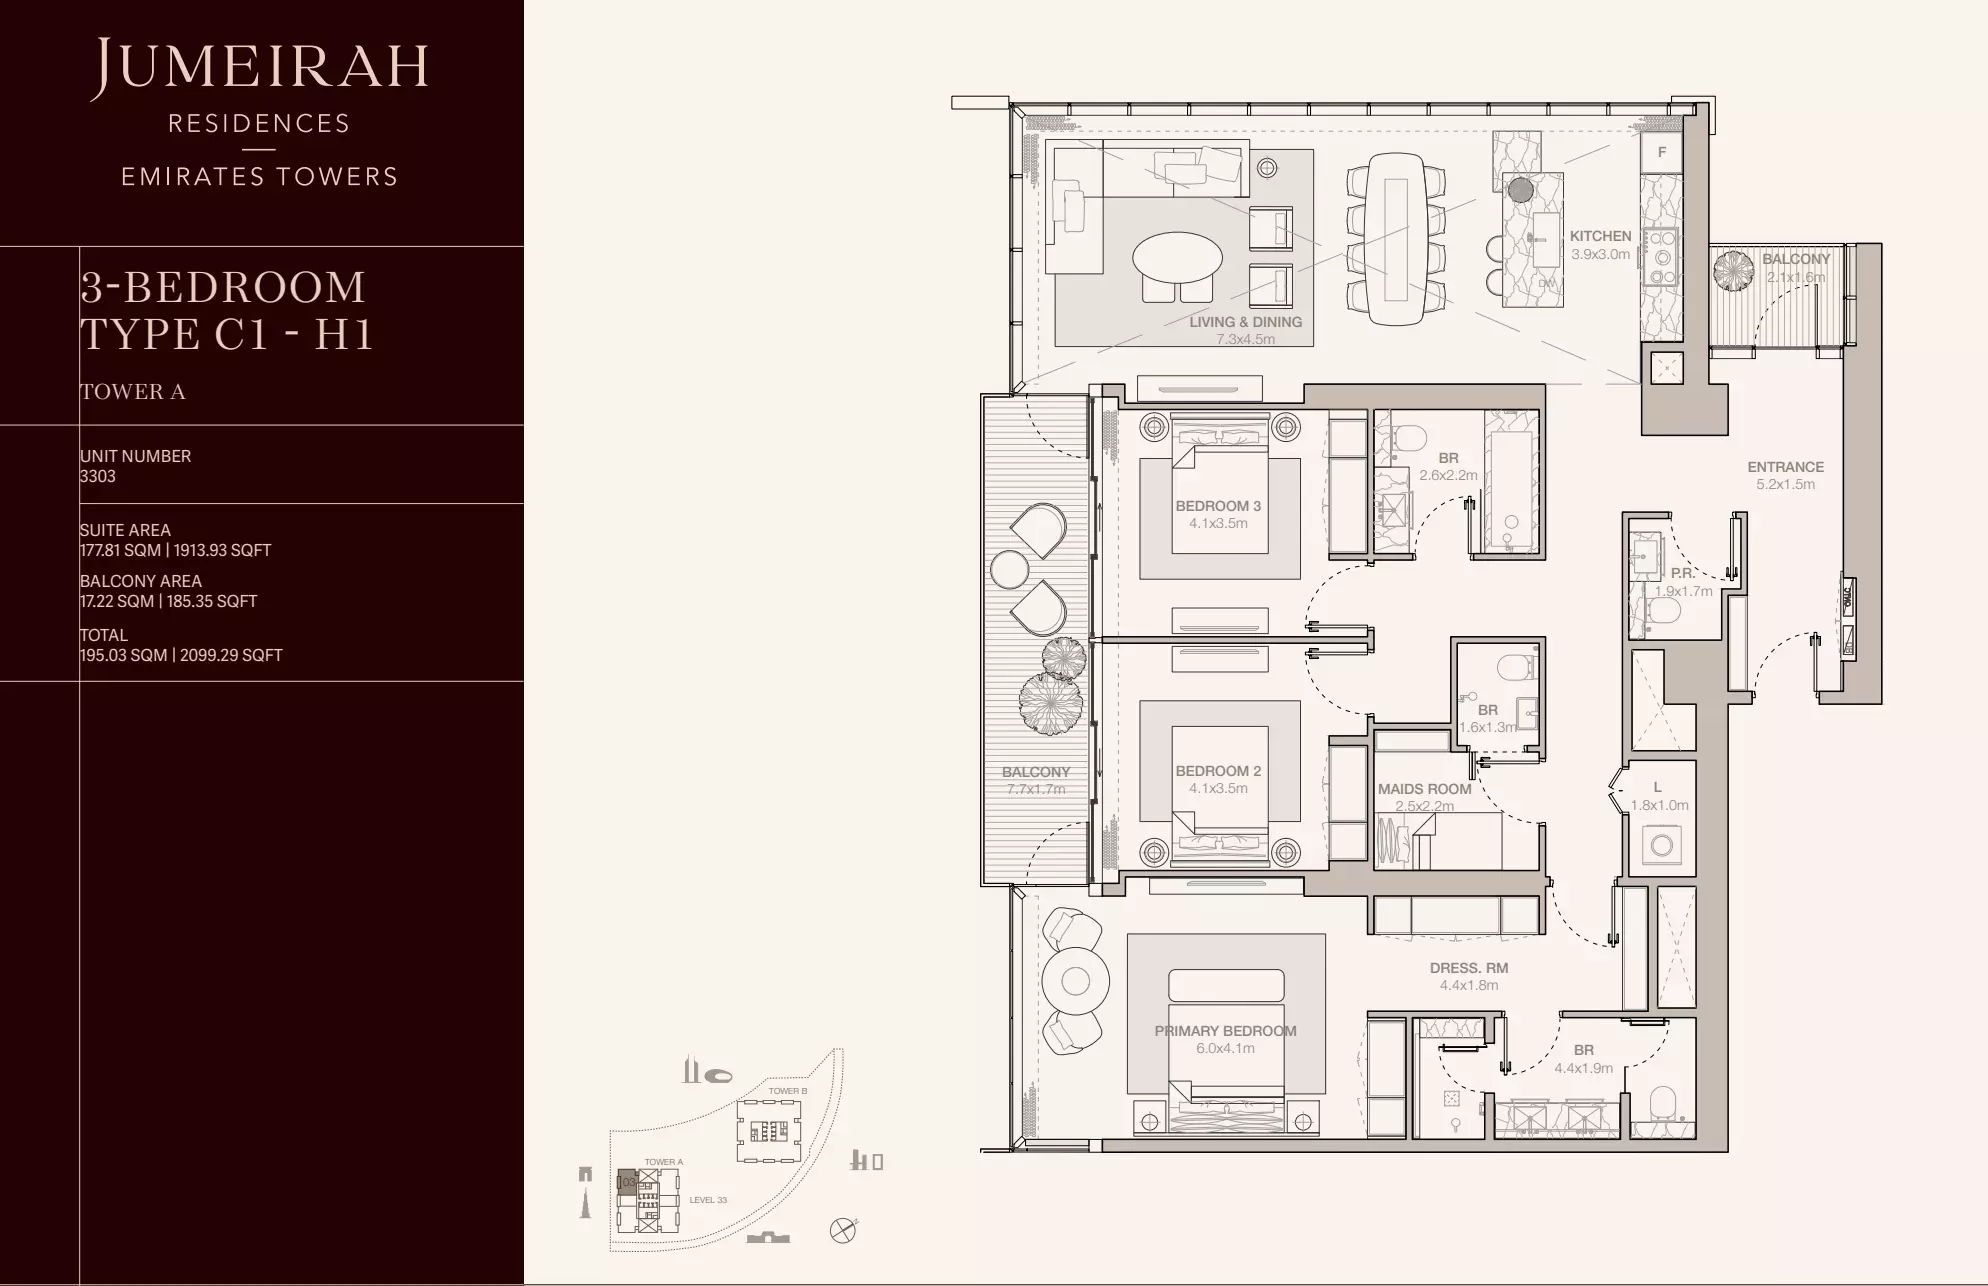 JUMEIRAH
RESIDENCES
EMIRATES TOWERS
3-BEDROOM
TYPE C1 - H1
TOWER A
UNIT NUMBER
3303
SUITE AREA
177.81 SQM | 1913.93 SQFT
BALCONY AREA
17.22 SQM | 185.35 SQFT
TOTAL
195.03 SQM | 2099.29 SQFT
F
KITCHEN
3.9x3.0m
DW
BALCONY
2.1x1.6m
LIVING & DINING
7.3x4.5m
BR
2.6x2.2m
ENTRANCE
5.2x1.5m
BEDROOM 3
4.1x3.5m
P.R.
1.9x1.7m
BR
1.6x1.3m
BALCONY
7.7x1.7m
BEDROOM 2
4.1x3.5m
MAIDS ROOM
2.5x2.2m
L
1.8x1.0m
DRESS. RM
4.4x1.8m
PRIMARY BEDROOM
6.0x4.1m
BR
4.4x1.9m
TOWER B
TOWER A
03
LEVEL 33